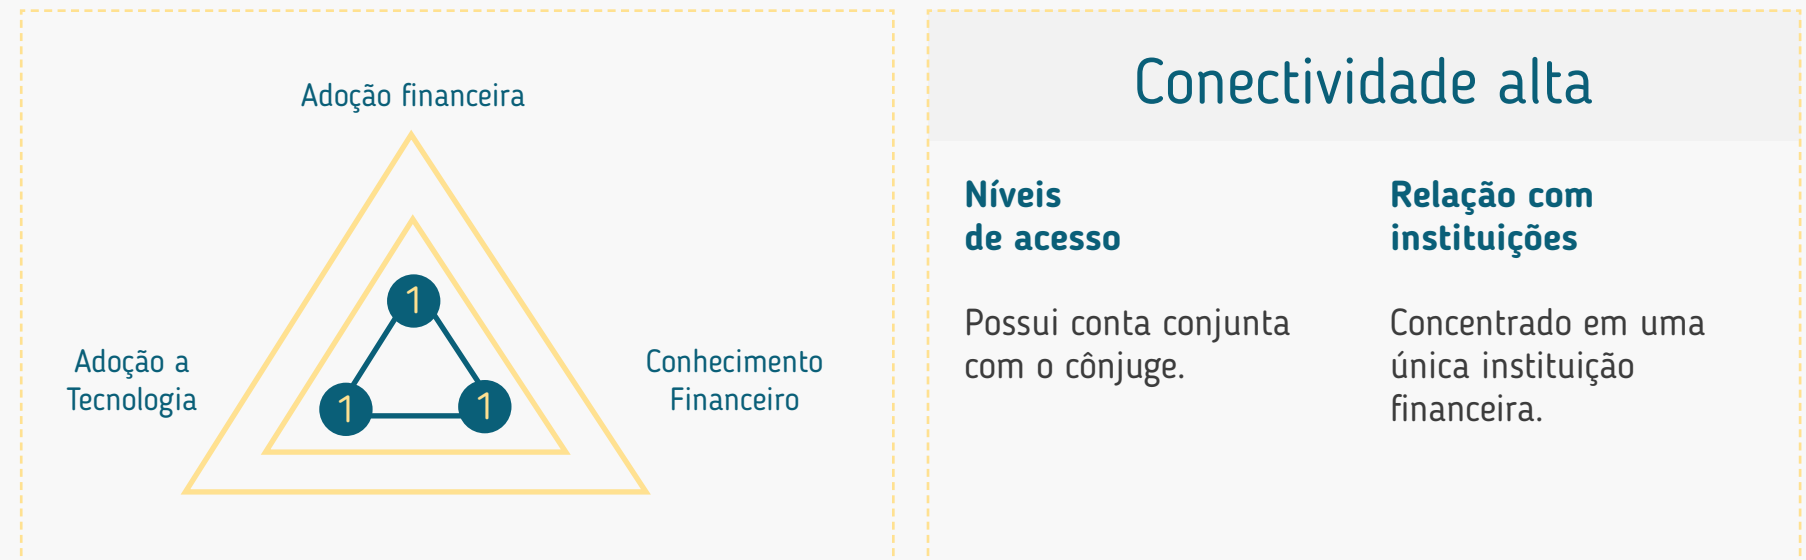 Adoção financeira
1
1
1
Adoção a
Tecnologia
Conhecimento
Financeiro
Conectividade alta
Níveis
de acesso
Possui conta conjunta
com o cônjuge.
Relação com
instituições
Concentrado em uma
única instituição
financeira.